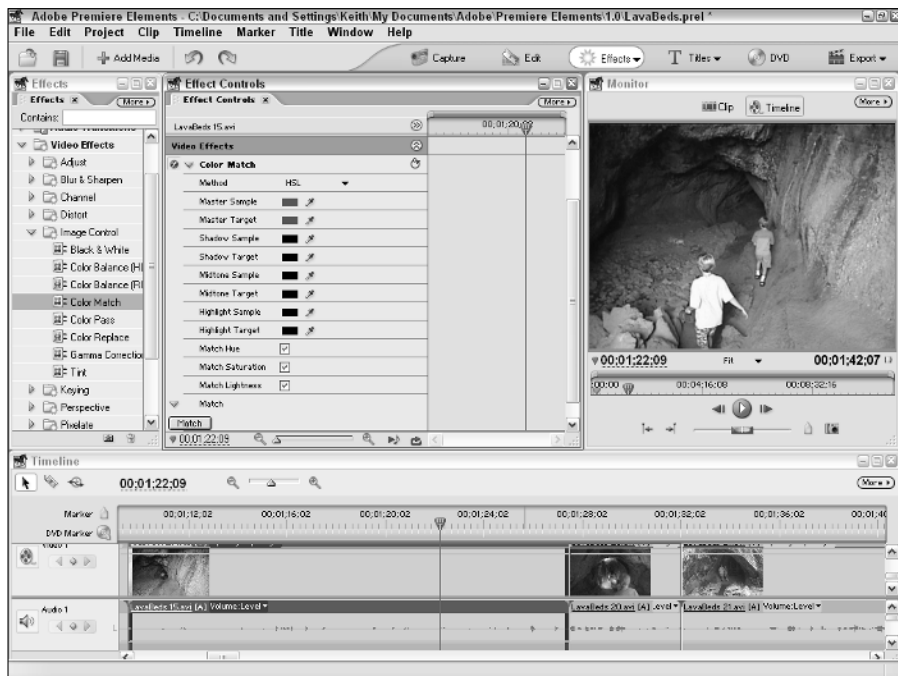 Adobe Premiere Elements - C:\Documents and Settings\Keith\My Documents\Adobe\Premiere Elements\1.0\LavaBeds.prel *
File Edit Project Clip Timeline Marker Title Window Help
Add Media Capture Edit Effects Titles DVD Export
Effects
Effects x More
Contains:
Video Effects
Adjust
Blur & Sharpen
Channel
Distort
Image Control
Black & White
Color Balance (HI
Color Balance (RI
Color Match
Color Pass
Color Replace
Gamma Correction
Tint
Keying
Perspective
Pixelate
Effect Controls
Effect Controls x More
LavaBeds 15.avi
Video Effects
Color Match
Method HSL
Master Sample
Master Target
Shadow Sample
Shadow Target
Midtone Sample
Midtone Target
Highlight Sample
Highlight Target
Match Hue
Match Saturation
Match Lightness
Match
Match
00;01;22;09
Monitor
Clip Timeline More
00;01;22;09 Fit 00;01;42;07
00;00 00;04;16;08 00;08;32;16
Timeline
00;01;22;09 More
Marker 00;01;12;02 00;01;16;02 00;01;20;02 00;01;24;02 00;01;28;02 00;01;32;02 00;01;36;02 00;01;40
DVD Marker
Video 1
Audio 1 LavaBeds 15.avi [A] Volume:Level LavaBeds 20.avi [A] Level LavaBeds 21.avi [A] Volume:Level
L